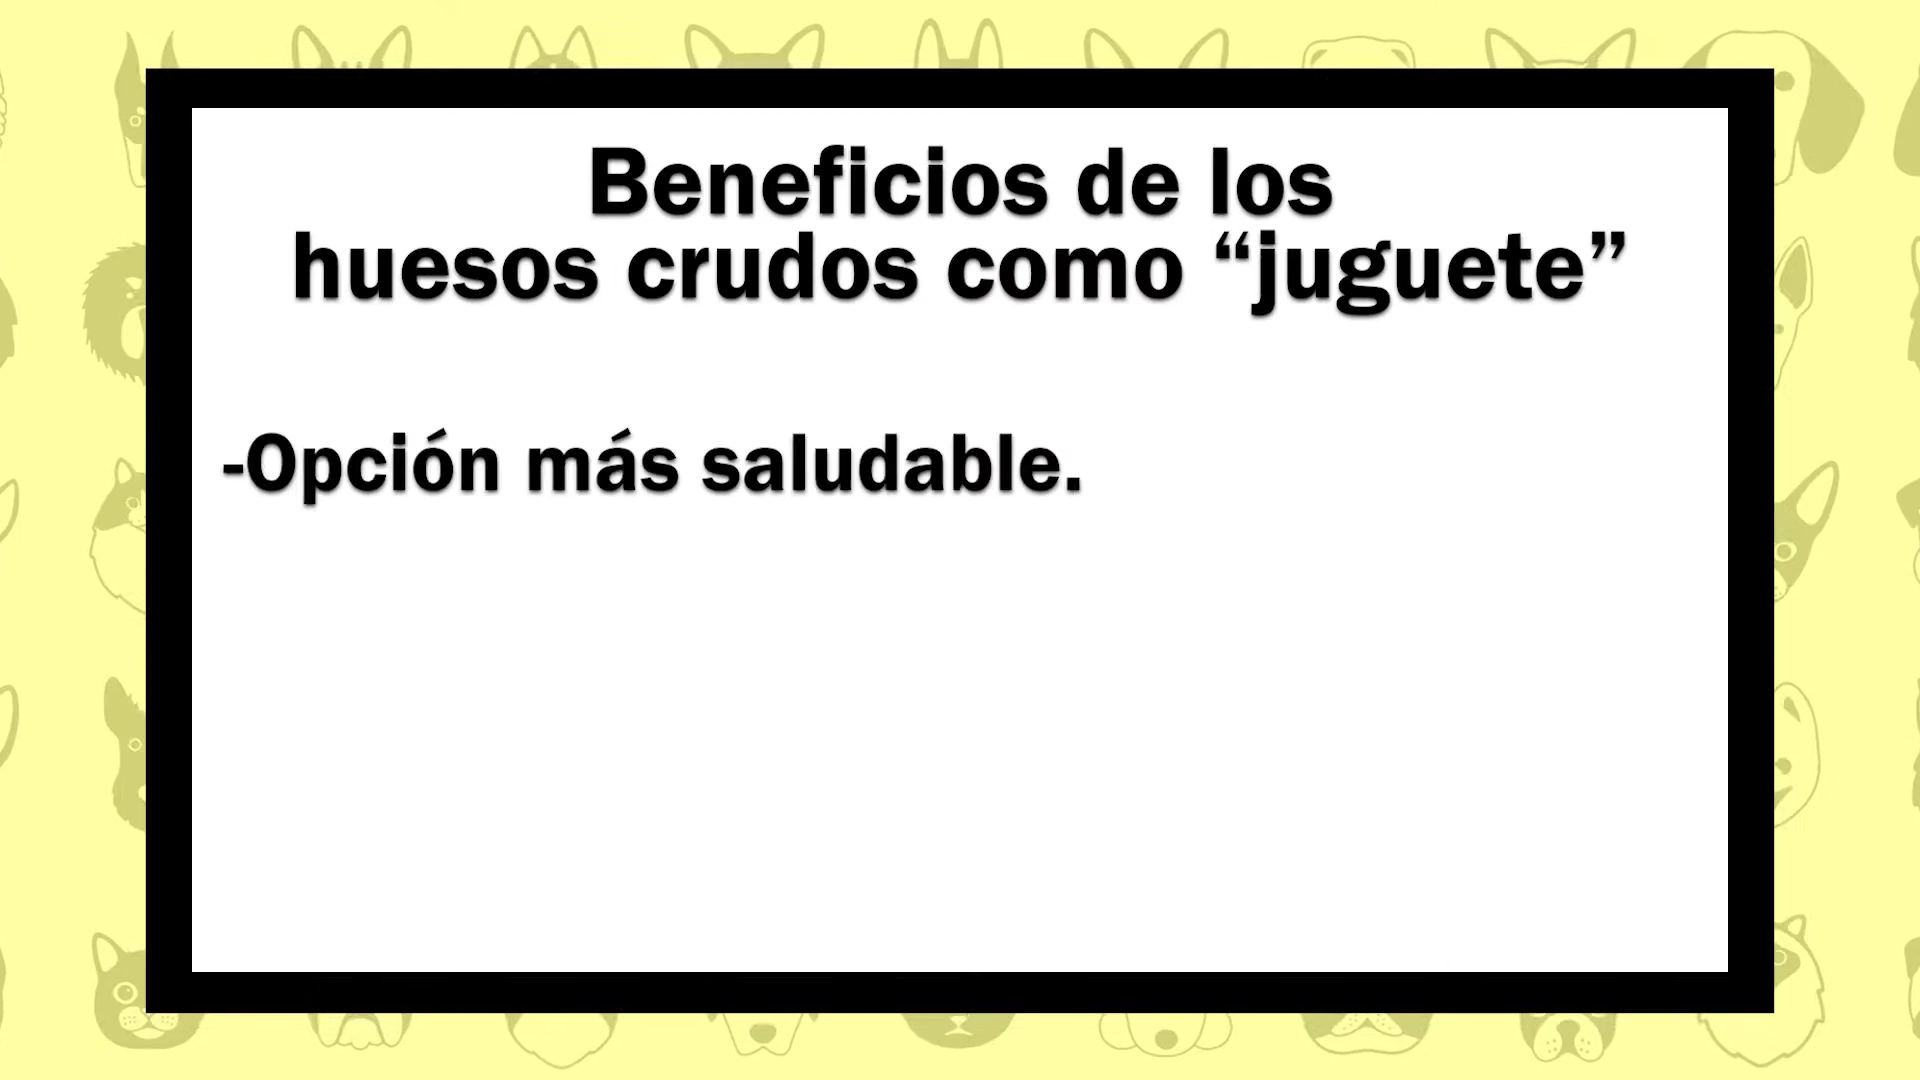 Beneficios de los
huesos crudos como “juguete”
-Opción más saludable.